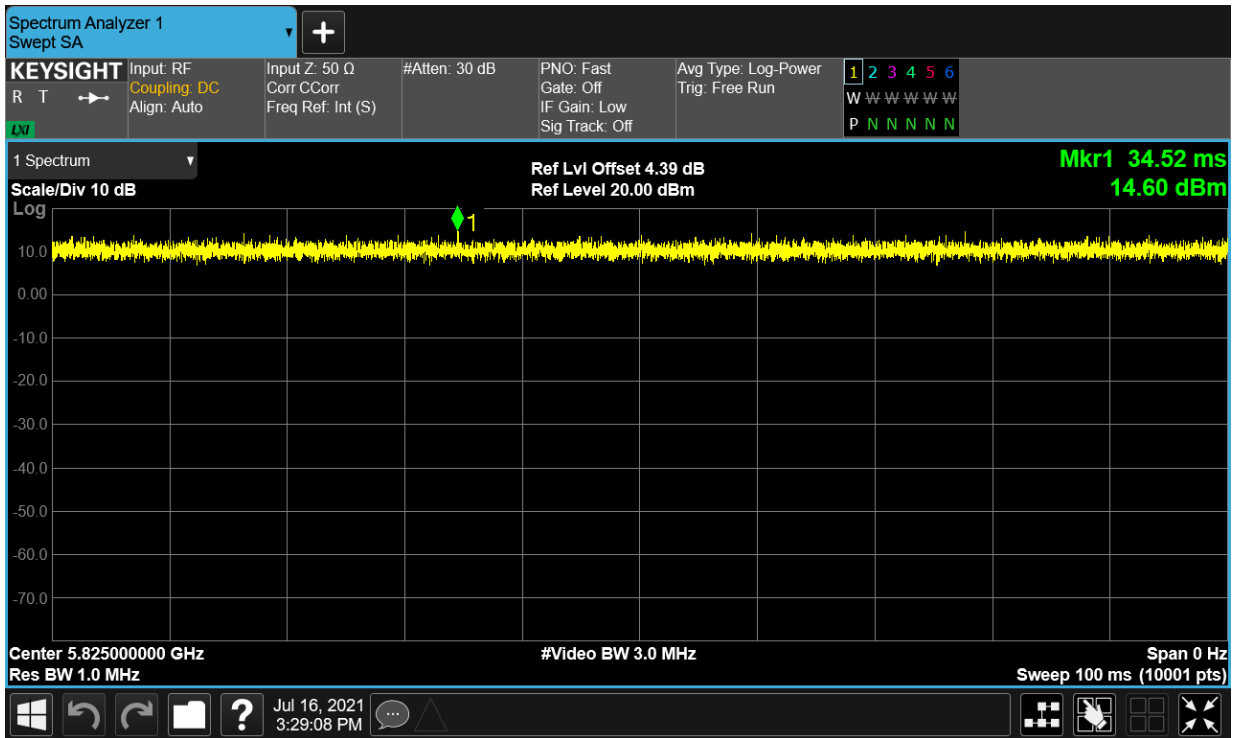 Spectrum Analyzer 1
Swept SA
KEYSIGHT
R T
LXI
Input: RF
Coupling: DC
Align: Auto
Input Z: 50 Ω
Corr CCorr
Freq Ref: Int (S)
#Atten: 30 dB
PNO: Fast
Gate: Off
IF Gain: Low
Sig Track: Off
Avg Type: Log-Power
Trig: Free Run
1 2 3 4 5 6
W W W W W W
P N N N N N
1 Spectrum
Scale/Div 10 dB
Log
Ref Lvl Offset 4.39 dB
Ref Level 20.00 dBm
Mkr1 34.52 ms
14.60 dBm
1
10.0
0.00
-10.0
-20.0
-30.0
-40.0
-50.0
-60.0
-70.0
Center 5.825000000 GHz
Res BW 1.0 MHz
#Video BW 3.0 MHz
Span 0 Hz
Sweep 100 ms (10001 pts)
?
Jul 16, 2021
3:29:08 PM